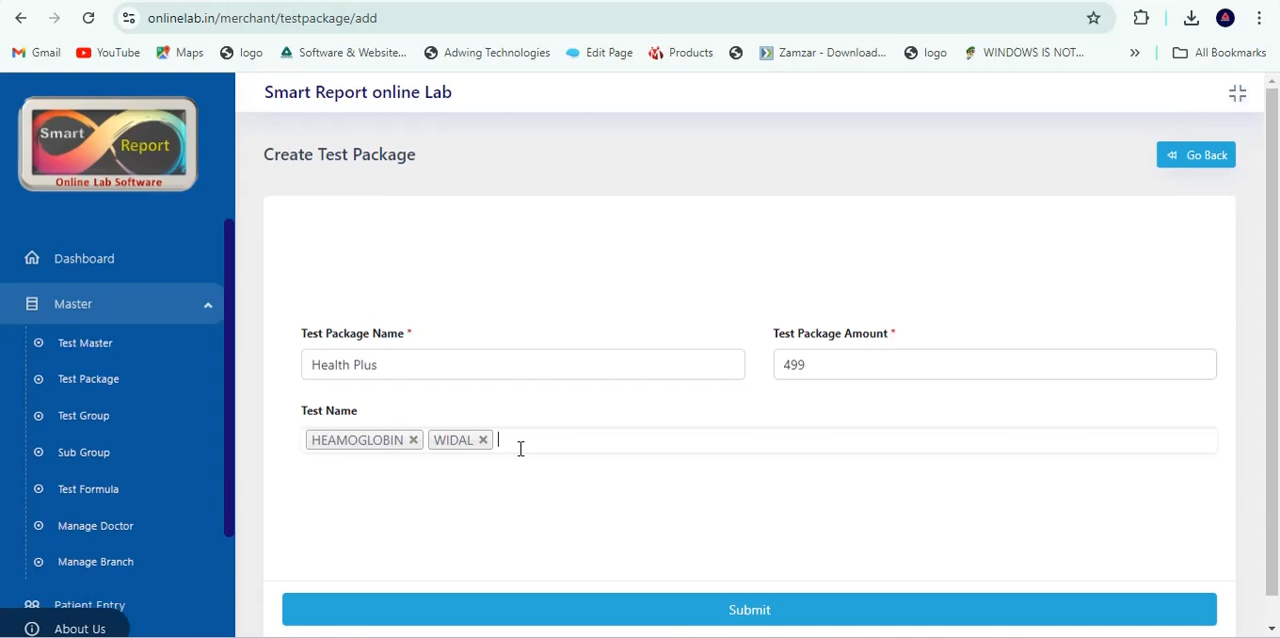 onlinelab.in/merchant/testpackage/add
Gmail
YouTube
Maps
logo
Software & Website...
Adwing Technologies
Edit Page
Products
Zamzar - Download...
logo
WINDOWS IS NOT...
»
All Bookmarks
Smart
Report
Online Lab Software
Smart Report online Lab
Create Test Package
Go Back
Dashboard
Master
Test Master
Test Package
Test Group
Sub Group
Test Formula
Manage Doctor
Manage Branch
Patient Entry
About Us
Test Package Name *
Test Package Amount *
Health Plus
499
Test Name
HEAMOGLOBIN × WIDAL ×
Submit